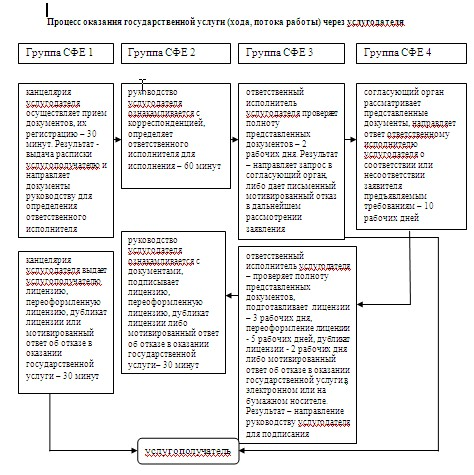 Процесс оказания государственной услуги (хода, потока работы) через услугодателя
Группа СФЕ 1
Группа СФЕ 2
Группа СФЕ 3
Группа СФЕ 4
канцелярия
услугодателя
осуществляет прием
документов, их
регистрацию – 30
минут. Результат -
выдача расписки
услугополучателю и
направляет
документы
руководству для
определения
ответственного
исполнителя
руководство
услугодателя
ознакамливается с
корреспонденцией,
определяет
ответственного
исполнителя для
исполнения – 60 минут
ответственный
исполнитель
услугодателя проверяет
полноту
представленных
документов – 2
рабочих дня. Результат
– направляет запрос в
согласующий орган,
либо дает письменный
мотивированный отказ
в дальнейшем
рассмотрении
заявления
согласующий орган
рассматривает
представленные
документы, направляет
ответ ответственному
исполнителю
услугодателя о
соответствии или
несоответствии
заявителя
предъявляемым
требованиям – 10
рабочих дней
канцелярия
услугодателя выдает
услугополучателю
лицензию,
переоформленную
лицензию, дубликат
лицензии или
мотивированный
ответ об отказе в
оказании
государственной
услуги – 30 минут
руководство
услугодателя
ознакамливается с
документами,
подписывает
лицензию,
переоформленную
лицензию, дубликат
лицензии либо
мотивированный ответ
об отказе в оказании
государственной
услуги– 30 минут
ответственный
исполнитель услугодателя
– проверяет полноту
представленных
документов,
подготавливает лицензии
– 3 рабочих дня,
переоформление лицензии
- 5 рабочих дней, дубликат
лицензии - 2 рабочих дня
либо мотивированный
ответ об отказе в оказании
государственной услуги в
электронном или на
бумажном носителе.
Результат – направление
руководству услугодателя
для подписания
услугополучатель